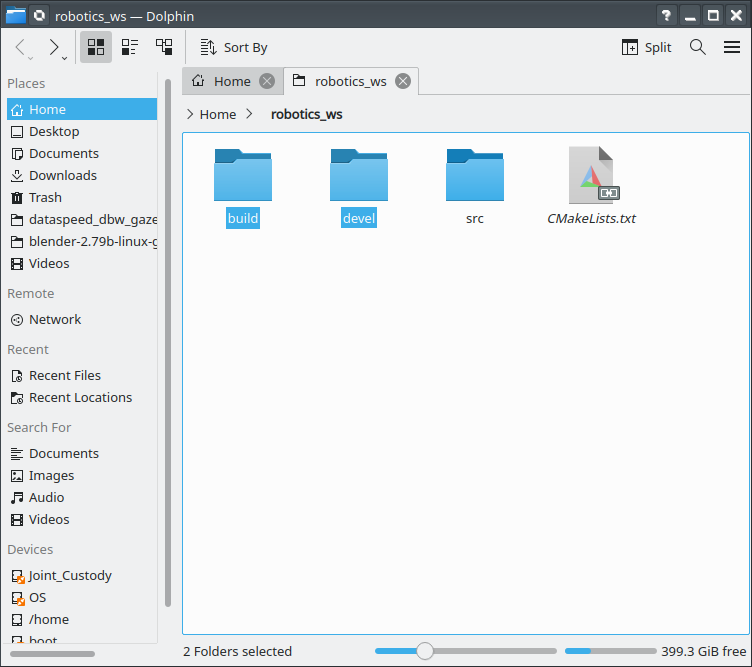 robotics_ws — Dolphin
Sort By
Split
Places
Home
Desktop
Documents
Downloads
Trash
dataspeed_dbw_gaze
blender-2.79b-linux-g
Videos
Remote
Network
Recent
Recent Files
Recent Locations
Search For
Documents
Images
Audio
Videos
Devices
Joint_Custody
OS
/home
boot
Home
robotics_ws
Home
robotics_ws
build
devel
src
CMakeLists.txt
2 Folders selected
399.3 GiB free